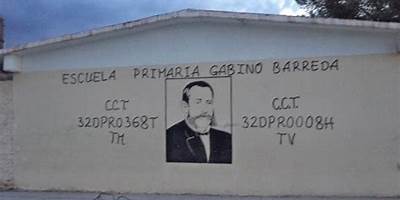 ESCUELA PRIMARIA GABINO BARREDA
C.C.T
32DPR0368T
TM
C.C.T.
32DPR0008H
TV